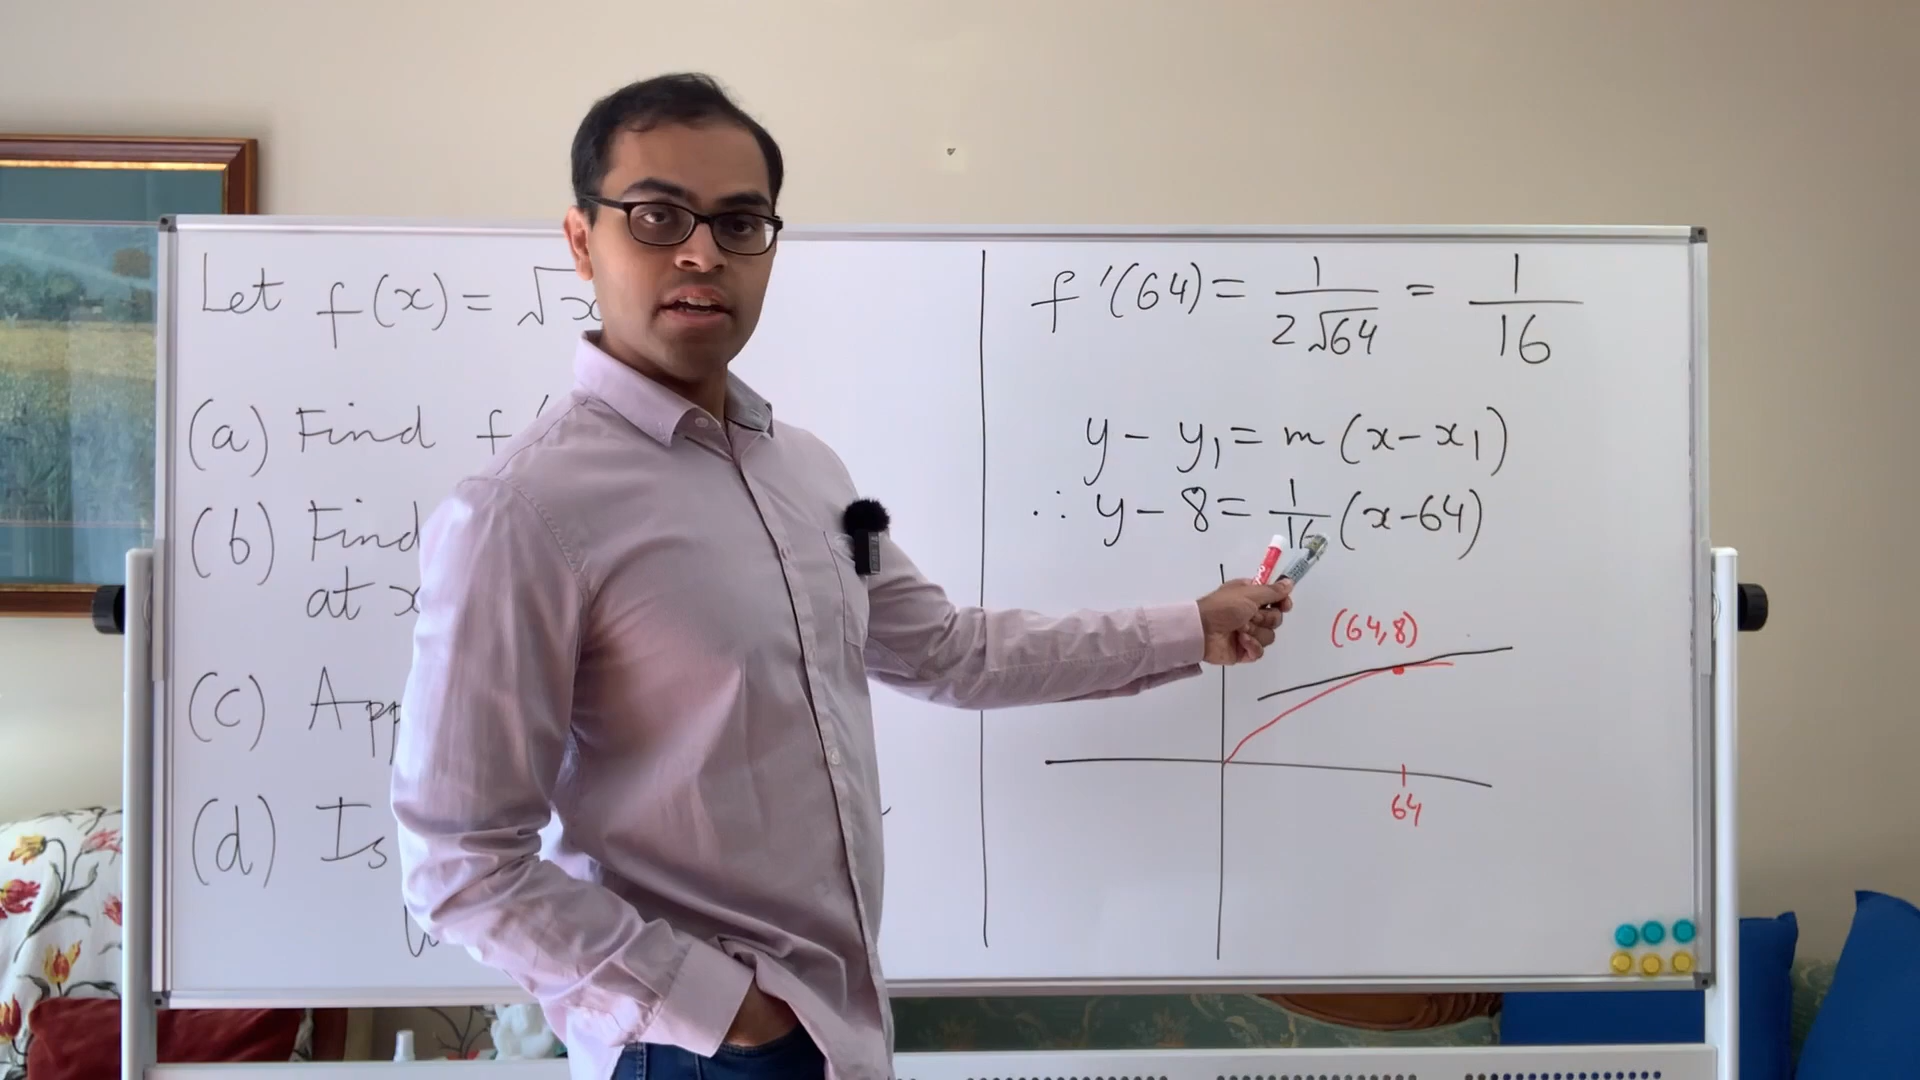 Let f(x) = √x
(a) Find f'
(b) Find
at x
(c) App
(d) Is
f'(64) = 1/(2√64) = 1/16
y - y₁ = m(x - x₁)
∴ y - 8 = 1/16 (x - 64)
(64,8)
64